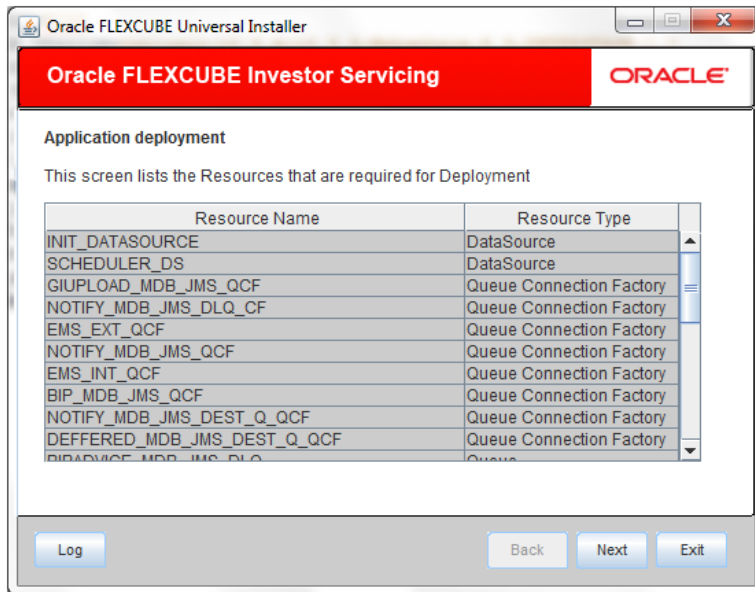 Oracle FLEXCUBE Universal Installer
Oracle FLEXCUBE Investor Servicing
ORACLE
Application deployment
This screen lists the Resources that are required for Deployment
Resource Name Resource Type
INIT_DATASOURCE DataSource
SCHEDULER_DS DataSource
GIUPLOAD_MDB_JMS_QCF Queue Connection Factory
NOTIFY_MDB_JMS_DLQ_CF Queue Connection Factory
EMS_EXT_QCF Queue Connection Factory
NOTIFY_MDB_JMS_QCF Queue Connection Factory
EMS_INT_QCF Queue Connection Factory
BIP_MDB_JMS_QCF Queue Connection Factory
NOTIFY_MDB_JMS_DEST_Q_QCF Queue Connection Factory
DEFFERED_MDB_JMS_DEST_Q_QCF Queue Connection Factory
Log Back Next Exit